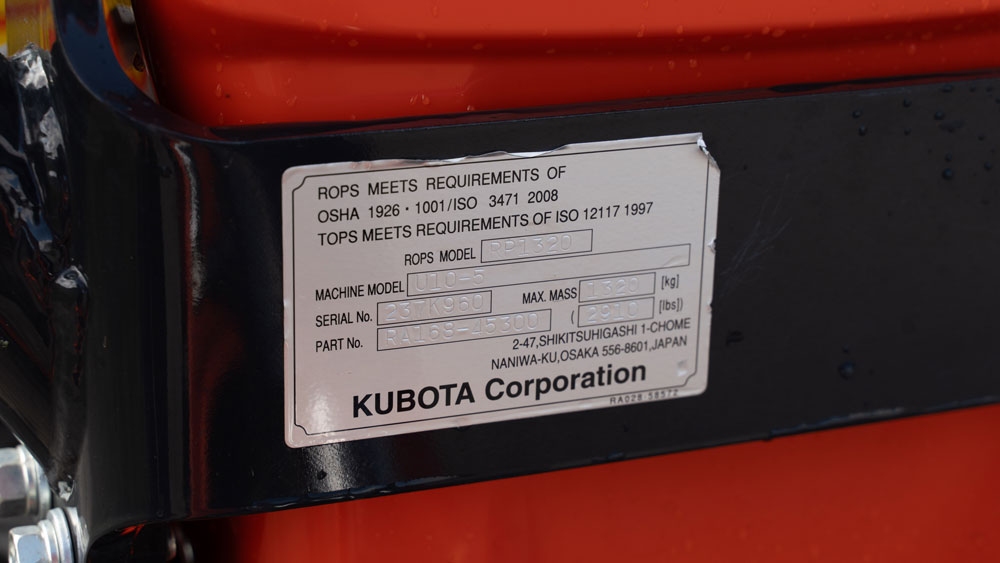 ROPS MEETS REQUIREMENTS OF
OSHA 1926・1001/ISO 3471 2008
TOPS MEETS REQUIREMENTS OF ISO 12117 1997
ROPS MODEL RP1320
MACHINE MODEL U10-5
SERIAL No. 237K960 MAX. MASS 1320 [kg]
PART No. RA168-45300 ( 2910 [lbs])
2-47,SHIKITSUHIGASHI 1-CHOME
NANIWA-KU,OSAKA 556-8601,JAPAN
KUBOTA Corporation
RA028-58572